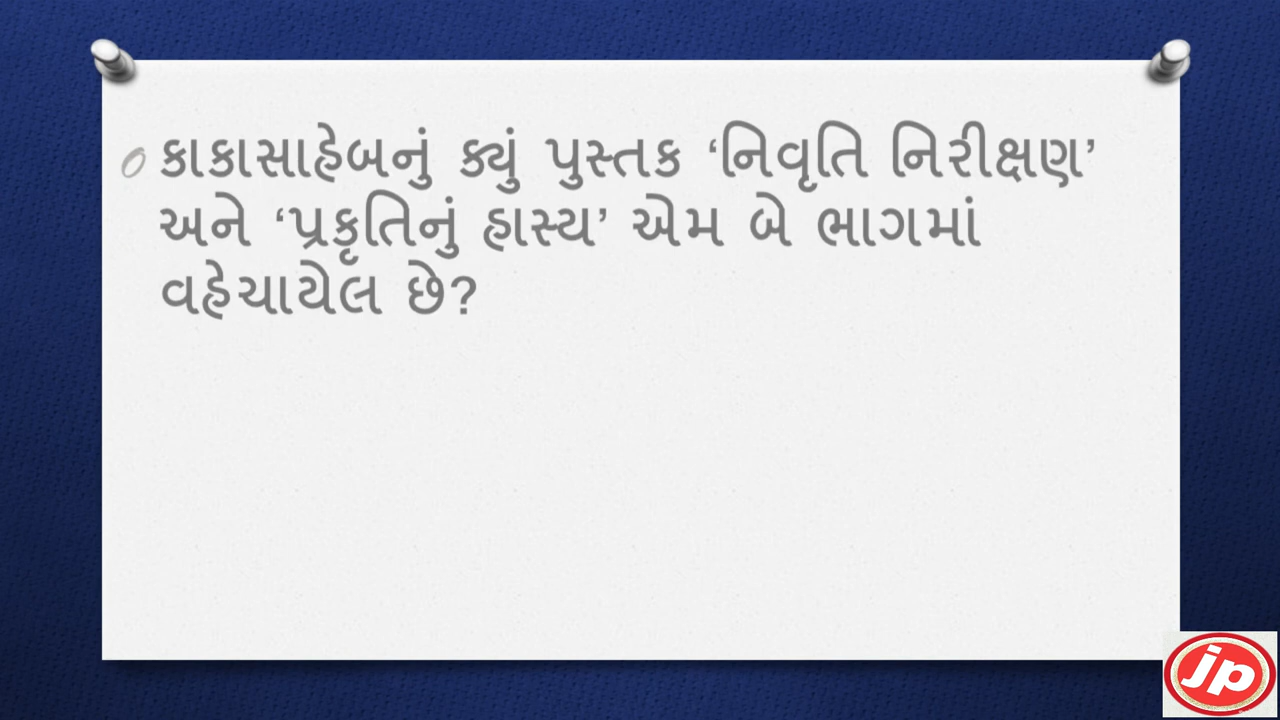 કાકાસાહેબનું ક્યું પુસ્તક ‘નિવૃતિ નિરીક્ષણ’
અને ‘પ્રકૃતિનું હાસ્ય’ એમ બે ભાગમાં
વહેચાયેલ છે?
jp